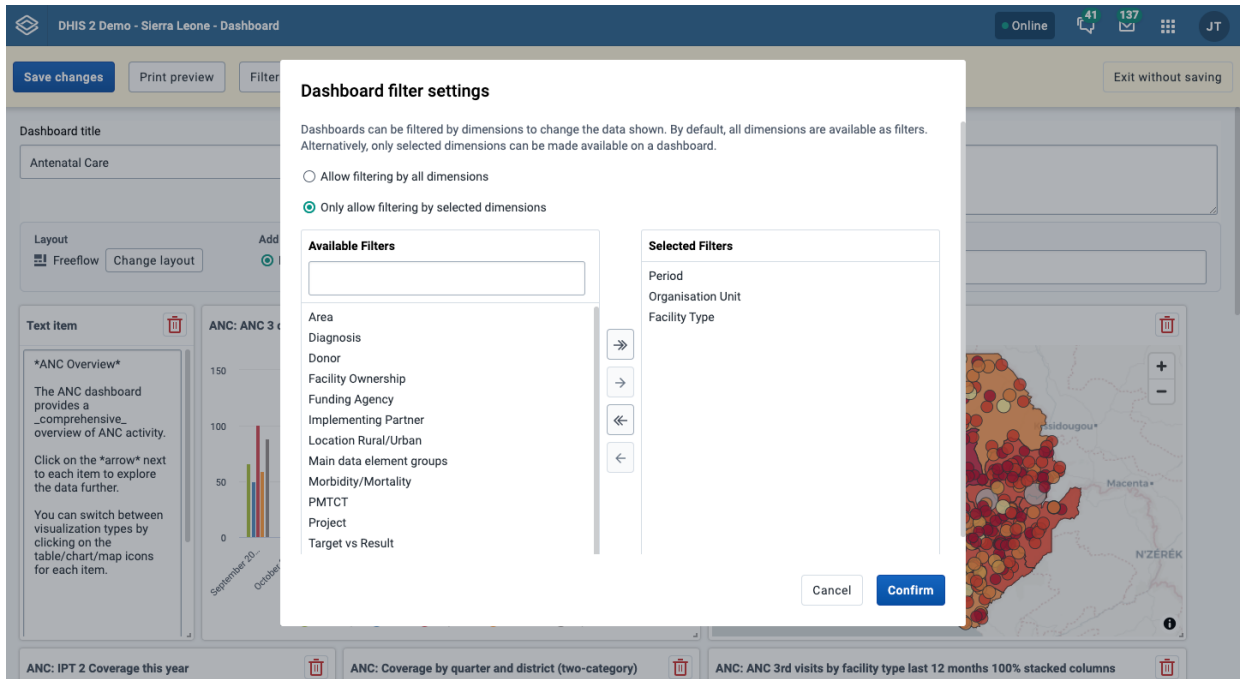 DHIS 2 Demo - Sierra Leone - Dashboard
Online
41
137
JT
Save changes
Print preview
Filter
Exit without saving
Dashboard filter settings
Dashboards can be filtered by dimensions to change the data shown. By default, all dimensions are available as filters.
Alternatively, only selected dimensions can be made available on a dashboard.
Allow filtering by all dimensions
Only allow filtering by selected dimensions
Available Filters
Area
Diagnosis
Donor
Facility Ownership
Funding Agency
Implementing Partner
Location Rural/Urban
Main data element groups
Morbidity/Mortality
PMTCT
Project
Target vs Result
Selected Filters
Period
Organisation Unit
Facility Type
Cancel
Confirm
Dashboard title
Antenatal Care
Layout
Freeflow
Change layout
Add
Text item
*ANC Overview*
The ANC dashboard
provides a
_comprehensive_
overview of ANC activity.
Click on the *arrow* next
to each item to explore
the data further.
You can switch between
visualization types by
clicking on the
table/chart/map icons
for each item.
ANC: ANC 3
150
100
50
0
September 20...
October
Macenta
N'ZÉRÉK
ANC: IPT 2 Coverage this year
ANC: Coverage by quarter and district (two-category)
ANC: ANC 3rd visits by facility type last 12 months 100% stacked columns